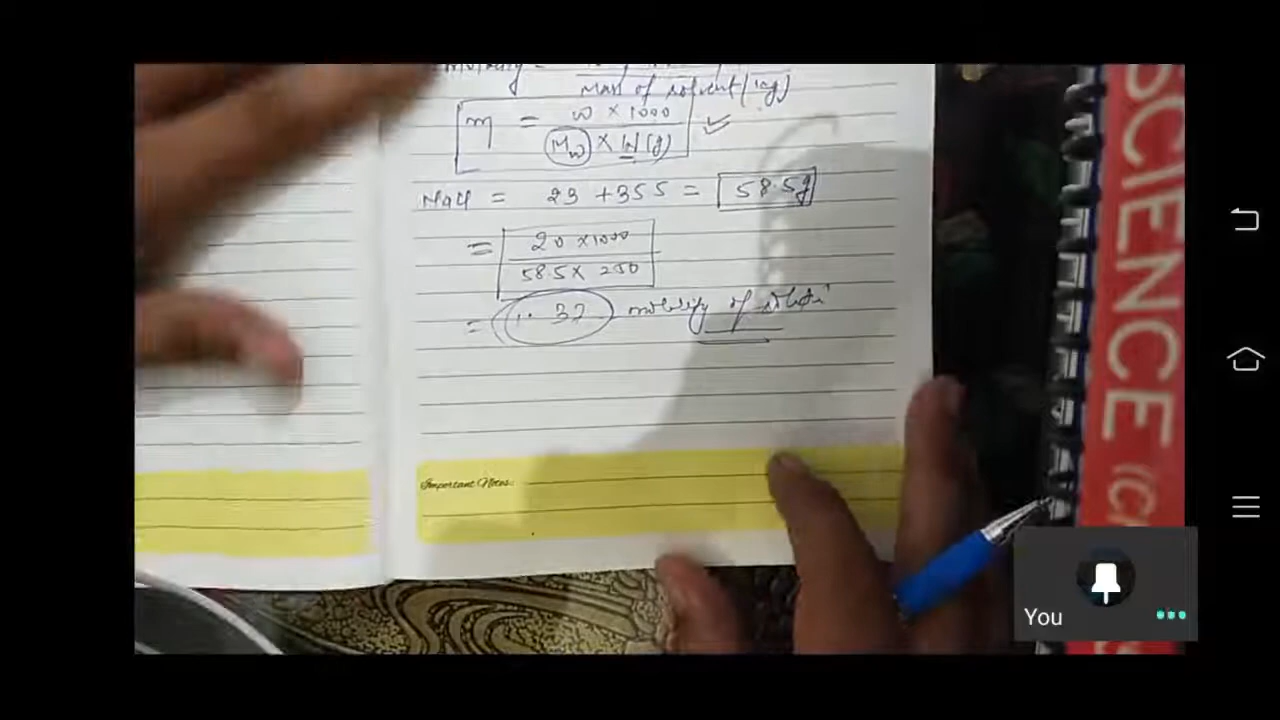 Mass of solvent (kg)
m = w × 1000
Mw × W (g)
NaCl = 23 + 35.5 = 58.5g
= 20 × 1000
58.5 × 250
= 1.37 molality of
Important Notes:
SCIENCE
You